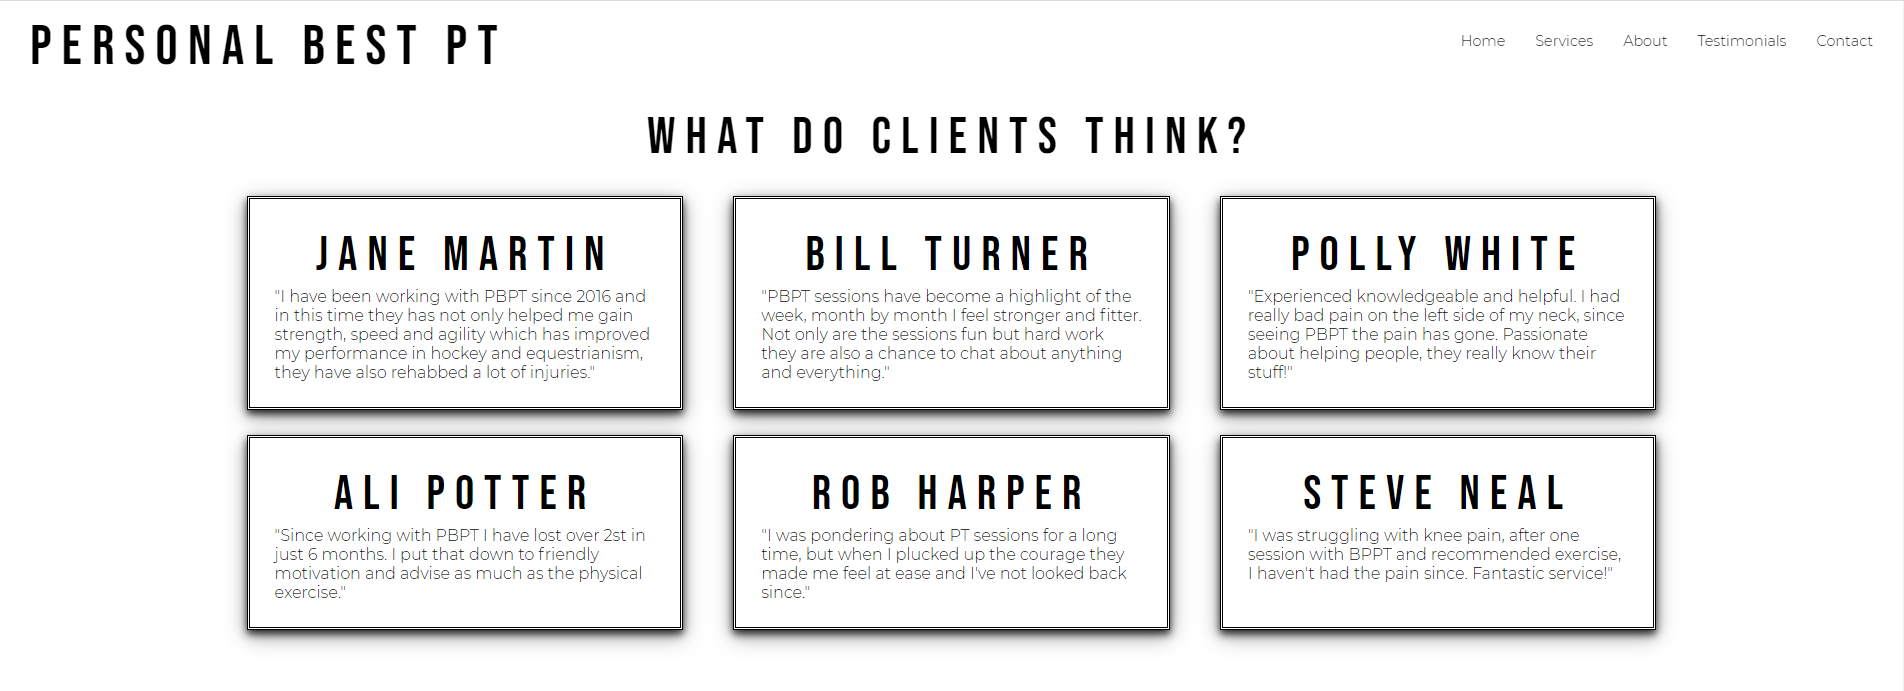 PERSONAL BEST PT
Home Services About Testimonials Contact
WHAT DO CLIENTS THINK?
JANE MARTIN
"I have been working with PBPT since 2016 and
in this time they has not only helped me gain
strength, speed and agility which has improved
my performance in hockey and equestrianism,
they have also rehabbed a lot of injuries."
BILL TURNER
"PBPT sessions have become a highlight of the
week, month by month I feel stronger and fitter.
Not only are the sessions fun but hard work
they are also a chance to chat about anything
and everything."
POLLY WHITE
"Experienced knowledgeable and helpful. I had
really bad pain on the left side of my neck, since
seeing PBPT the pain has gone. Passionate
about helping people, they really know their
stuff!"
ALI POTTER
"Since working with PBPT I have lost over 2st in
just 6 months. I put that down to friendly
motivation and advise as much as the physical
exercise."
ROB HARPER
"I was pondering about PT sessions for a long
time, but when I plucked up the courage they
made me feel at ease and I've not looked back
since."
STEVE NEAL
"I was struggling with knee pain, after one
session with BPPT and recommended exercise,
I haven't had the pain since. Fantastic service!"